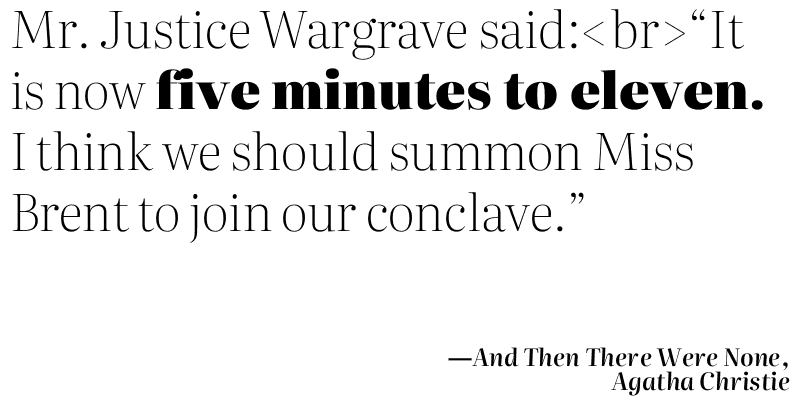 Mr. Justice Wargrave said:<br>“It
is now five minutes to eleven.
I think we should summon Miss
Brent to join our conclave.”
—And Then There Were None,
Agatha Christie